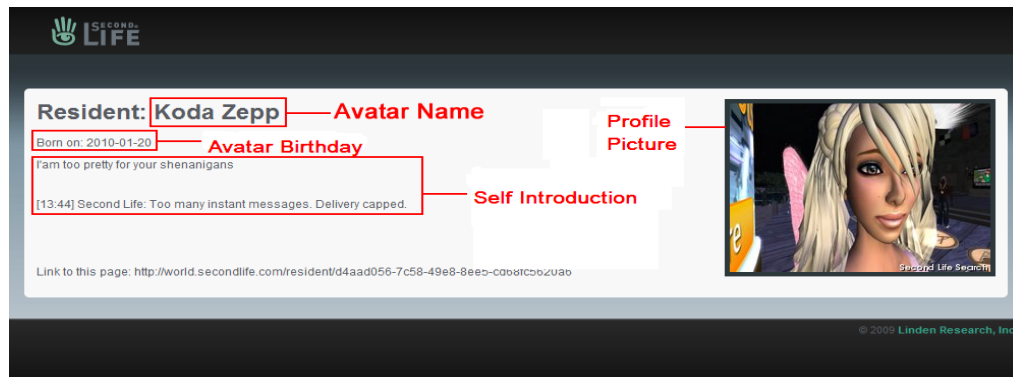 SECOND
LIFE
Resident: Koda Zepp
Avatar Name
Born on: 2010-01-20
Avatar Birthday
I'am too pretty for your shenanigans
[13:44] Second Life: Too many instant messages. Delivery capped.
Self Introduction
Profile
Picture
re
Second Life Search
Link to this page: http://world.secondlife.com/resident/d4aad056-7c58-49e8-8ee5-cd68fc5620a6
© 2009 Linden Research, Inc